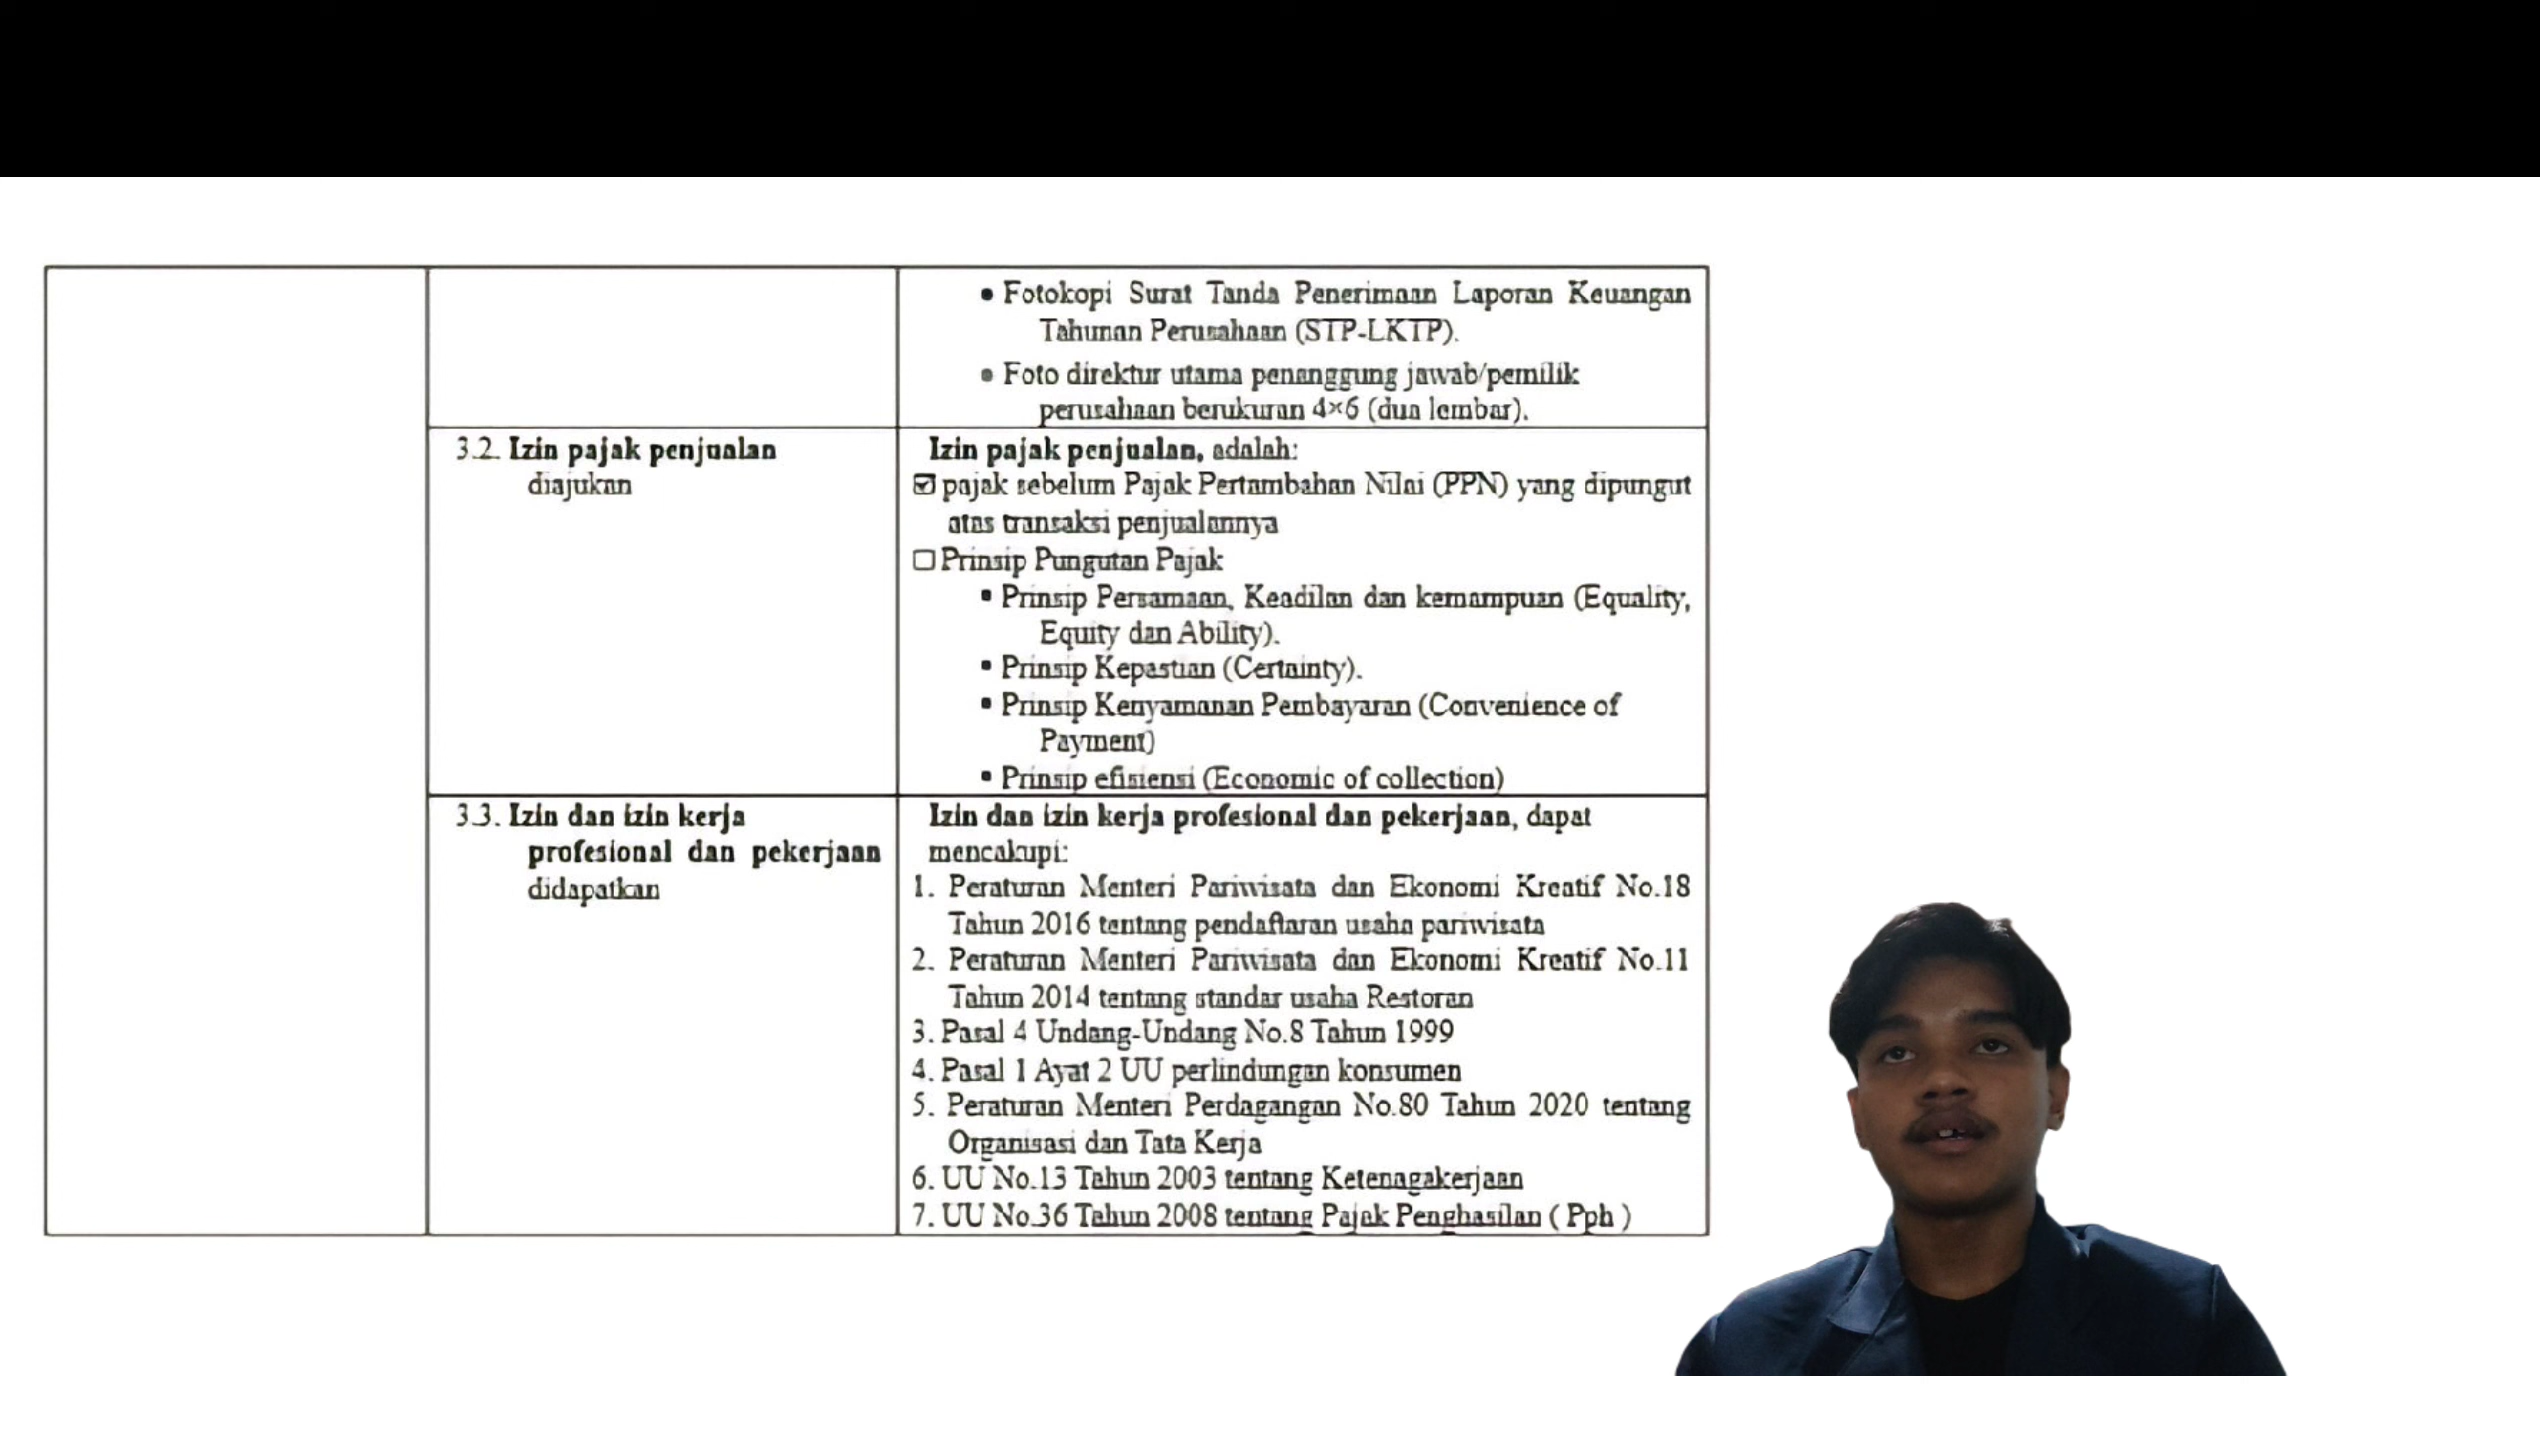 • Fotokopi Surat Tanda Penerimaan Laporan Keuangan
Tahunan Perusahaan (STP-LKTP).
• Foto direktur utama penanggung jawab/pemilik
perusahaan berukuran 4×6 (dua lembar).
3.2. Izin pajak penjualan
diajukan
Izin pajak penjualan, adalah:
☑ pajak sebelum Pajak Pertambahan Nilai (PPN) yang dipungut
atas transaksi penjualannya
☐ Prinsip Pungutan Pajak
▪ Prinsip Persamaan, Keadilan dan kemampuan (Equality,
Equity dan Ability).
▪ Prinsip Kepastian (Certainty).
▪ Prinsip Kenyamanan Pembayaran (Convenience of
Payment)
▪ Prinsip efisiensi (Economic of collection)
3.3. Izin dan izin kerja
profesional dan pekerjaan
didapatkan
Izin dan izin kerja profesional dan pekerjaan, dapat
mencakupi:
1. Peraturan Menteri Pariwisata dan Ekonomi Kreatif No.18
Tahun 2016 tentang pendaftaran usaha pariwisata
2. Peraturan Menteri Pariwisata dan Ekonomi Kreatif No.11
Tahun 2014 tentang standar usaha Restoran
3. Pasal 4 Undang-Undang No.8 Tahun 1999
4. Pasal 1 Ayat 2 UU perlindungan konsumen
5. Peraturan Menteri Perdagangan No.80 Tahun 2020 tentang
Organisasi dan Tata Kerja
6. UU No.13 Tahun 2003 tentang Ketenagakerjaan
7. UU No.36 Tahun 2008 tentang Pajak Penghasilan ( Pph )